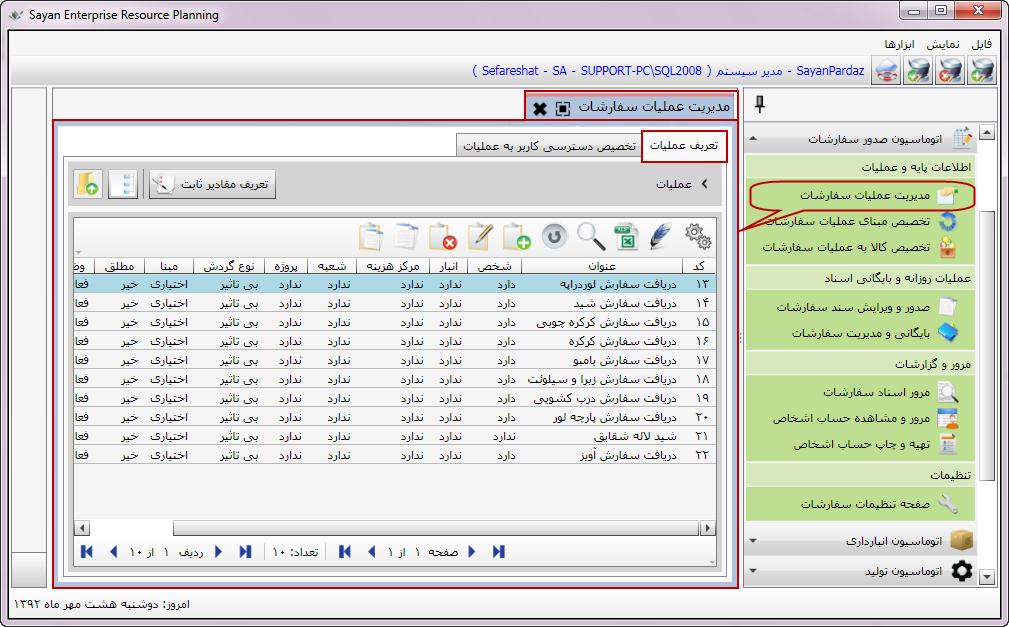 Sayan Enterprise Resource Planning
فایل نمایش ابزارها
SayanPardaz - مدیر سیستم ( Sefareshat - SA - SUPPORT-PC\SQL2008 )
اتوماسیون صدور سفارشات
اطلاعات پایه و عملیات
مدیریت عملیات سفارشات
تخصیص مبنای عملیات سفارشات
تخصیص کالا به عملیات سفارشات
عملیات روزانه و بایگانی اسناد
صدور و ویرایش سند سفارشات
بایگانی و مدیریت سفارشات
مرور و گزارشات
مرور اسناد سفارشات
مرور و مشاهده حساب اشخاص
تهیه و چاپ حساب اشخاص
تنظیمات
صفحه تنظیمات سفارشات
اتوماسیون انبارداری
اتوماسیون تولید
مدیریت عملیات سفارشات
تعریف عملیات تخصیص دسترسی کاربر به عملیات
عملیات تعریف مقادیر ثابت
کد عنوان شخص انبار مرکز هزینه شعبه پروژه نوع گردش مبنا مطلق وض
۱۳ دریافت سفارش لوردراپه دارد ندارد ندارد ندارد ندارد بی تاثیر اختیاری خیر فعا
۱۴ دریافت سفارش شید دارد ندارد ندارد ندارد ندارد بی تاثیر اختیاری خیر فعا
۱۵ دریافت سفارش کرکره چوبی دارد ندارد ندارد ندارد ندارد بی تاثیر اختیاری خیر فعا
۱۶ دریافت سفارش کرکره دارد ندارد ندارد ندارد ندارد بی تاثیر اختیاری خیر فعا
۱۷ دریافت سفارش بامبو دارد ندارد ندارد ندارد ندارد بی تاثیر اختیاری خیر فعا
۱۸ دریافت سفارش زبرا و سیلوئت دارد ندارد ندارد ندارد ندارد بی تاثیر اختیاری خیر فعا
۱۹ دریافت سفارش درب کشویی دارد ندارد ندارد ندارد ندارد بی تاثیر اختیاری خیر فعا
۲۰ دریافت سفارش پارچه لور دارد ندارد ندارد ندارد ندارد بی تاثیر اختیاری خیر فعا
۲۱ شید لاله شقایق ندارد ندارد ندارد ندارد ندارد بی تاثیر اختیاری خیر فعا
۲۲ دریافت سفارش آویز دارد ندارد ندارد ندارد ندارد بی تاثیر اختیاری خیر فعا
صفحه ۱ از ۱ تعداد: ۱۰ ردیف ۱ از ۱۰
امروز: دوشنبه هشت مهر ماه ۱۳۹۲